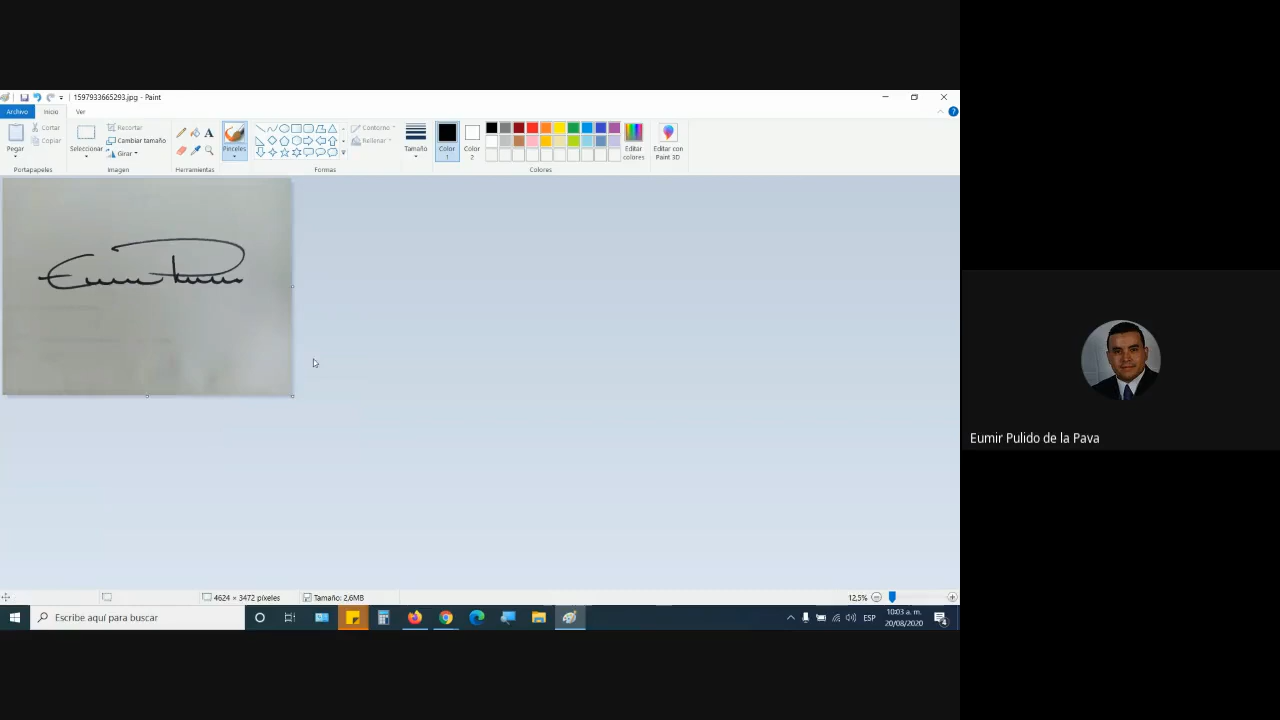 1597933665293.jpg - Paint
Archivo Inicio Ver
Pegar Cortar Copiar
Portapapeles
Seleccionar Recortar Cambiar tamaño Girar
Imagen
A
Herramientas
Pinceles
Contorno Rellenar
Formas
Tamaño
Color 1
Color 2
Editar colores
Colores
Editar con Paint 3D
Eumir Pulido de la Pava
4624 × 3472 píxeles
Tamaño: 2,6MB
12,5%
Escribe aquí para buscar
ESP
10:03 a. m.
20/08/2020
4